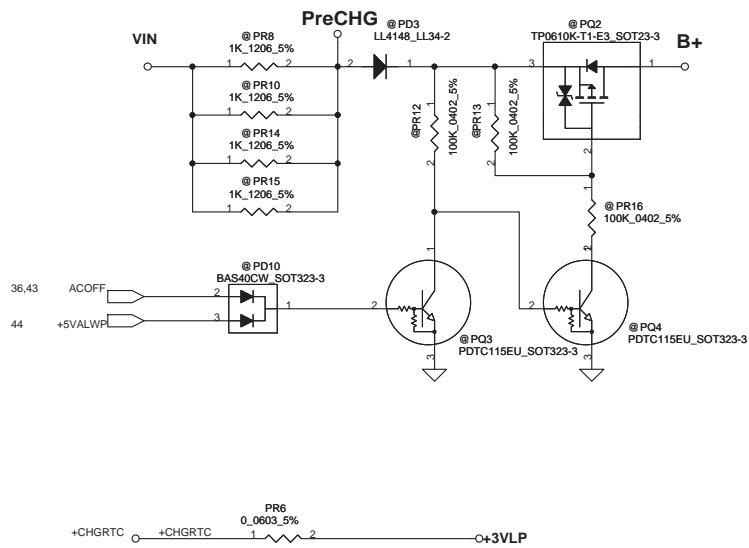 VIN
@PR8
1K_1206_5%
1
2
PreCHG
@PD3
LL4148_LL34-2
2
1
@PQ2
TP0610K-T1-E3_SOT23-3
3
1
2
B+
@PR10
1K_1206_5%
1
2
@PR14
1K_1206_5%
1
2
@PR15
1K_1206_5%
1
2
@PR12
100K_0402_5%
1
2
@PR13
100K_0402_5%
1
2
@PR16
100K_0402_5%
1
2
@PD10
BAS40CW_SOT323-3
36,43
ACOFF
2
44
+5VALWP
3
1
1
2
3
@PQ3
PDTC115EU_SOT323-3
2
3
@PQ4
PDTC115EU_SOT323-3
PR6
0_0603_5%
+CHGRTC
+CHGRTC
1
2
+3VLP